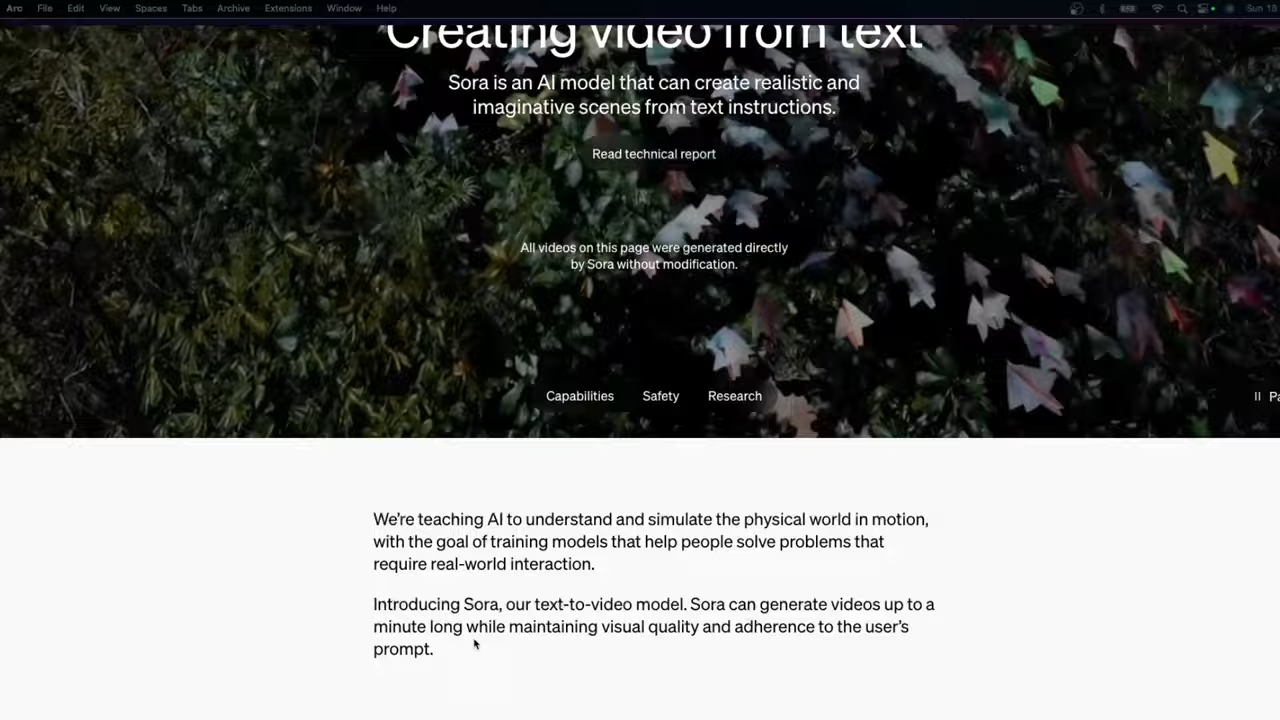 Arc File Edit View Spaces Tabs Archive Extensions Window Help Sun 18
Creating video from text
Sora is an AI model that can create realistic and
imaginative scenes from text instructions.
Read technical report
All videos on this page were generated directly
by Sora without modification.
Capabilities Safety Research
We’re teaching AI to understand and simulate the physical world in motion,
with the goal of training models that help people solve problems that
require real-world interaction.
Introducing Sora, our text-to-video model. Sora can generate videos up to a
minute long while maintaining visual quality and adherence to the user’s
prompt.